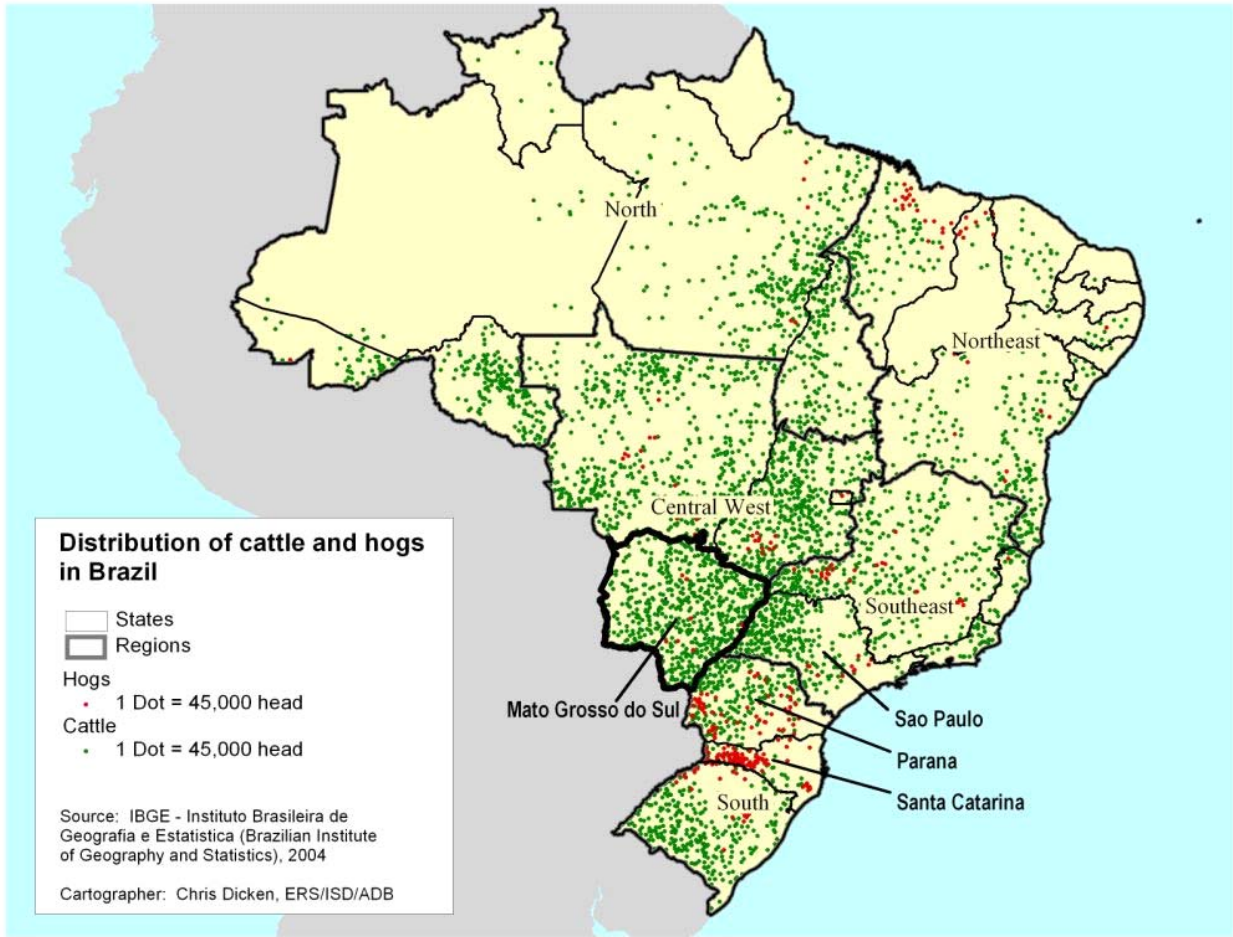 North
Northeast
Central West
Southeast
South
Mato Grosso do Sul
Sao Paulo
Parana
Santa Catarina
Distribution of cattle and hogs
in Brazil
States
Regions
Hogs
1 Dot = 45,000 head
Cattle
1 Dot = 45,000 head
Source: IBGE - Instituto Brasileira de
Geografia e Estatistica (Brazilian Institute
of Geography and Statistics), 2004
Cartographer: Chris Dicken, ERS/ISD/ADB